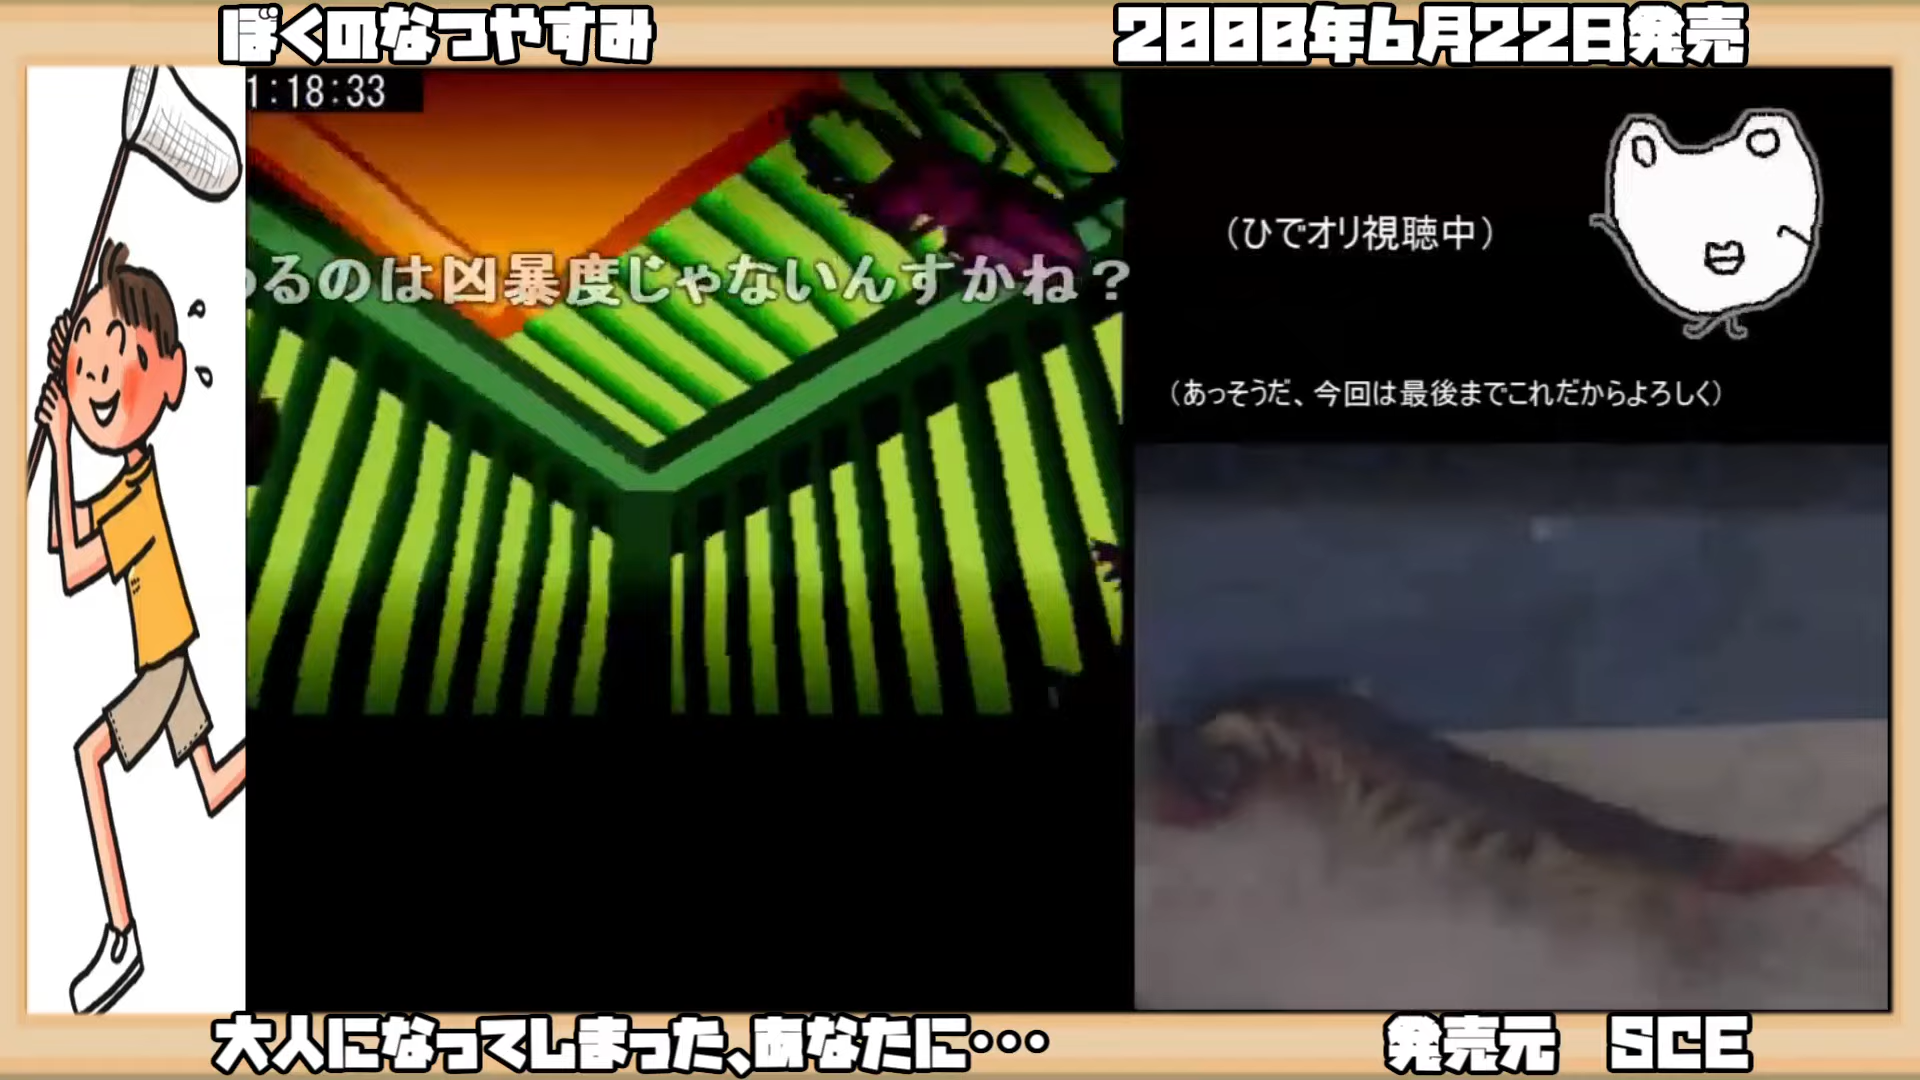 ぼくのなつやすみ
2000年6月22日発売
1:18:33
るのは凶暴度じゃないんすかね？
（ひでオリ視聴中）
（あっそうだ、今回は最後までこれだからよろしく）
大人になってしまった、あなたに・・・
発売元 SCE